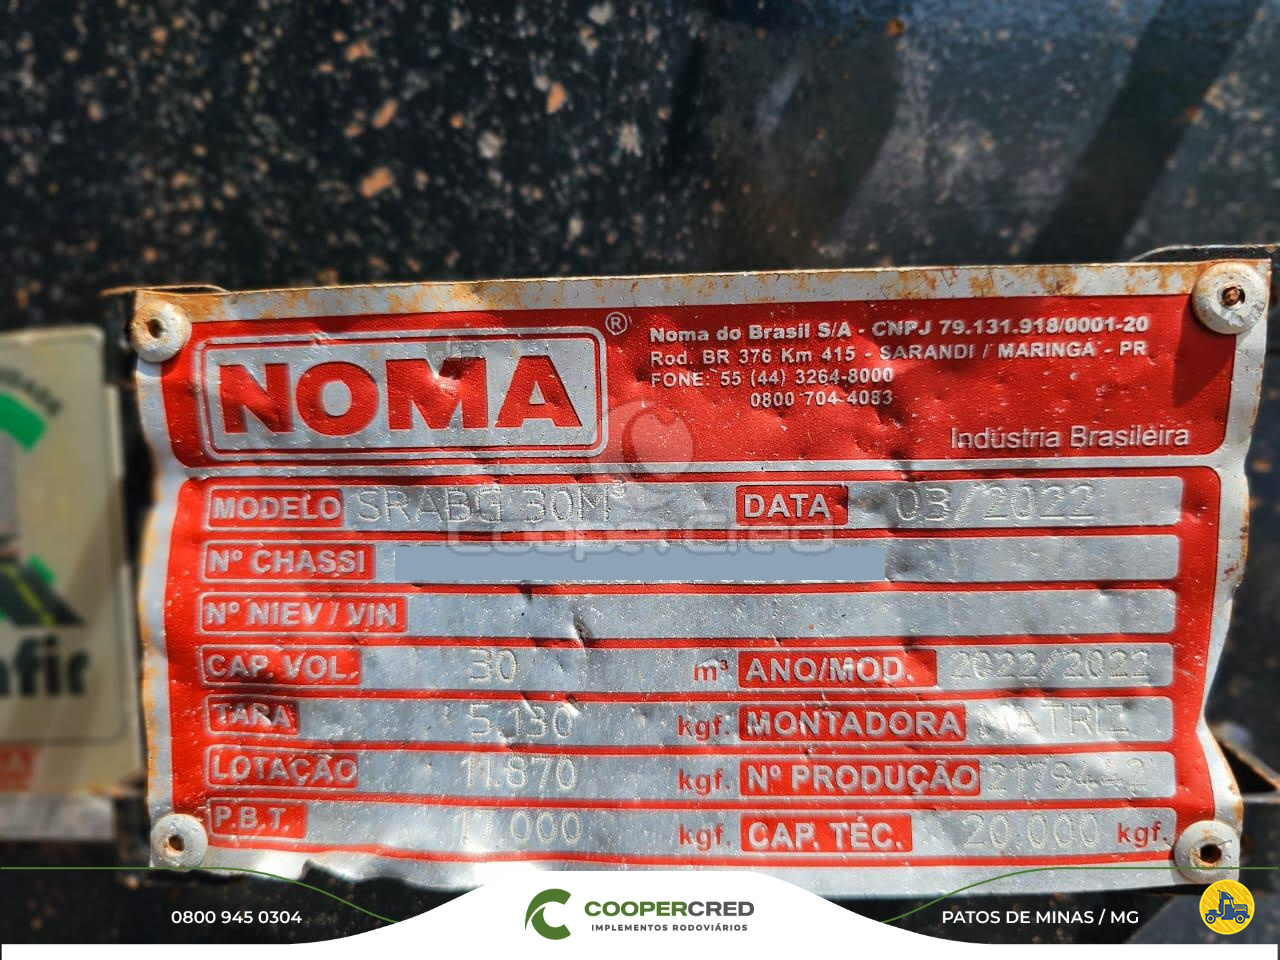 NOMA®
Noma do Brasil S/A - CNPJ 79.131.918/0001-20
Rod. BR 376 Km 415 - SARANDI / MARINGÁ - PR
FONE: 55 (44) 3264-8000
0800 704-4083
Indústria Brasileira
MODELO SRABG 30M³ DATA 03/2022
CooperCred
Nº CHASSI
Nº NIEV / VIN
CAP. VOL. 30 m³ ANO/MOD. 2022/2022
TARA 5.130 kgf. MONTADORA MATRIZ
LOTAÇÃO 11.870 kgf. Nº PRODUÇÃO
P.B.T. 17.000 kgf. CAP. TÉC. 20.000 kgf.
0800 945 0304
COOPERCRED
IMPLEMENTOS RODOVIÁRIOS
PATOS DE MINAS / MG